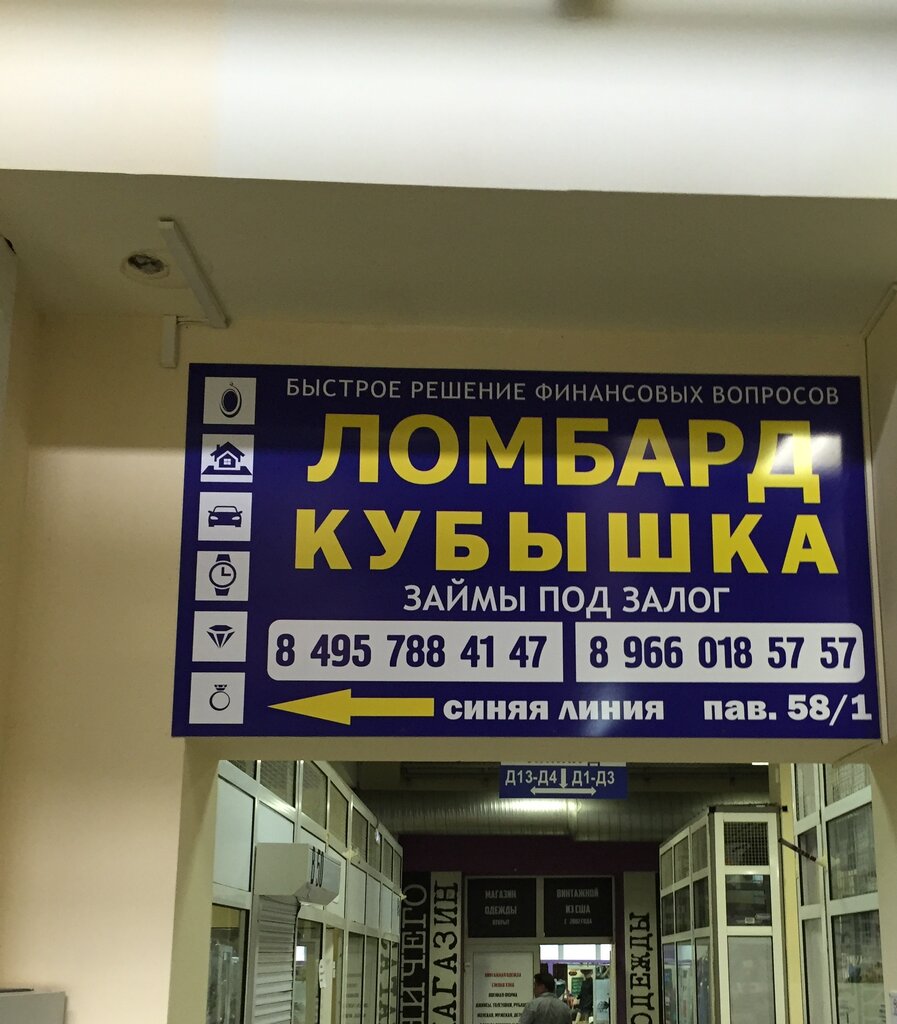 БЫСТРОЕ РЕШЕНИЕ ФИНАНСОВЫХ ВОПРОСОВ
ЛОМБАРД
КУБЫШКА
ЗАЙМЫ ПОД ЗАЛОГ
8 495 788 41 47
8 966 018 57 57
СИНЯЯ ЛИНИЯ пав. 58/1
Д13-Д4 Д1-Д3
МАГАЗИН
ОДЕЖДЫ
ВИНТАЖНОЙ
ИЗ США
НИЧЕГО
МАГАЗИН
ОДЕЖДЫ